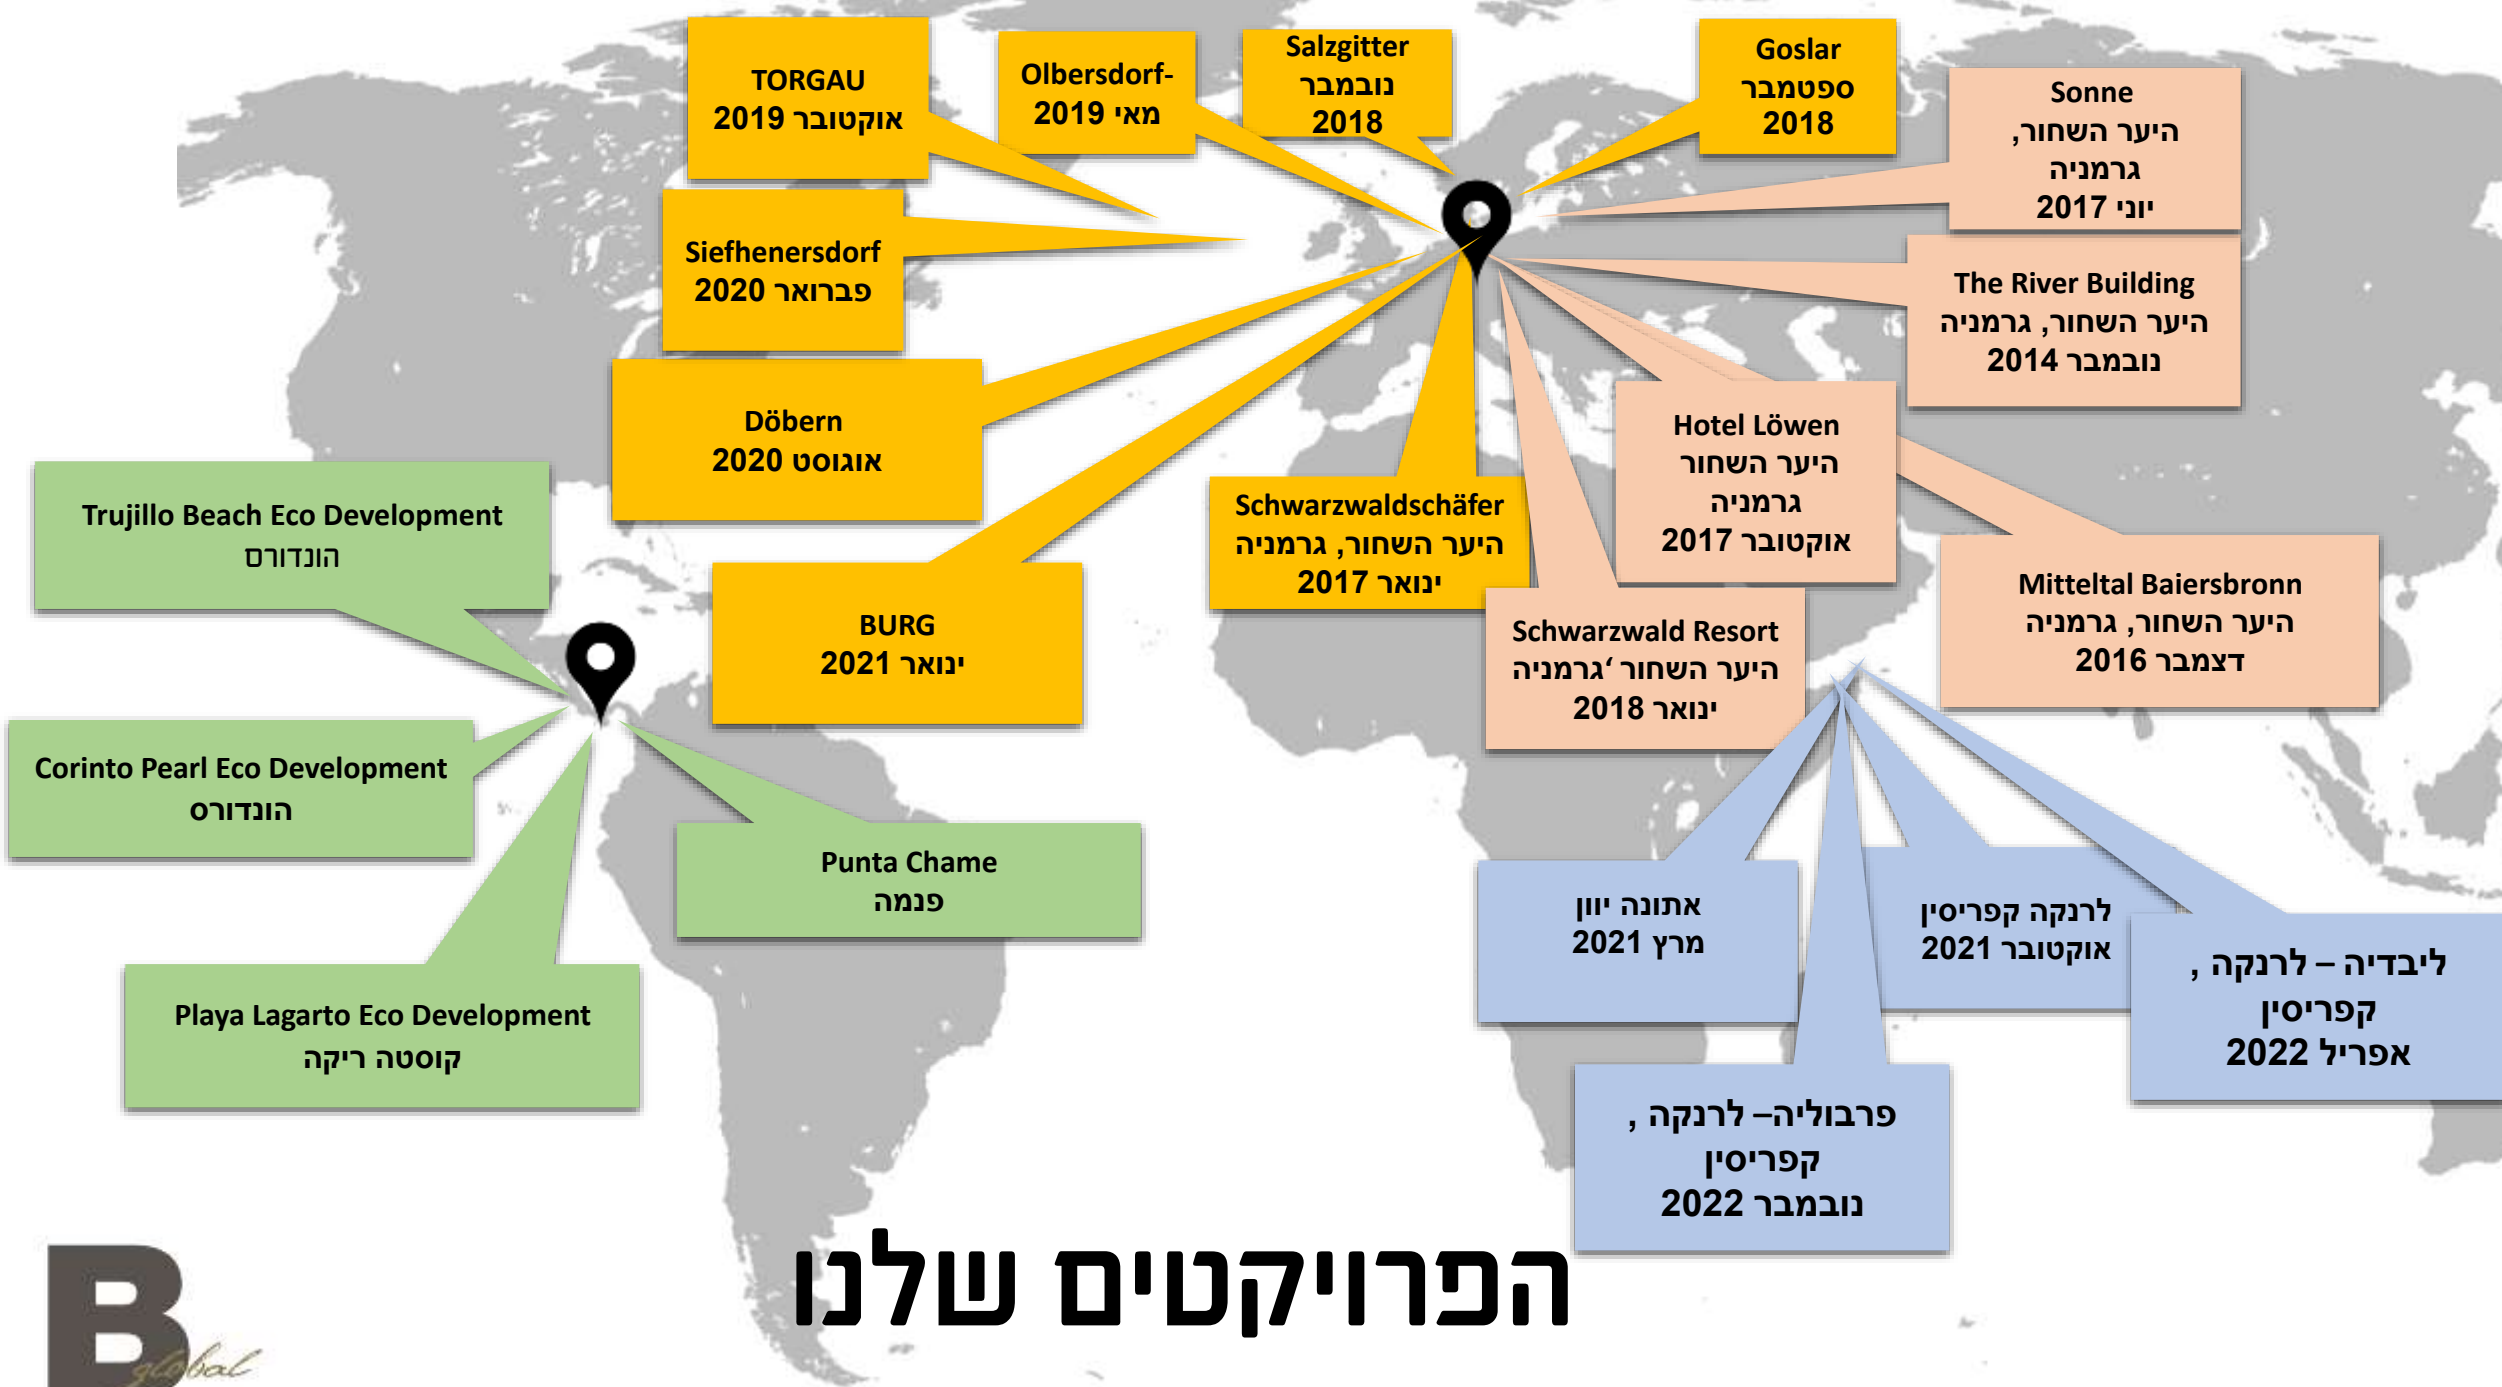 TORGAU
אוקטובר 2019
Olbersdorf-
מאי 2019
Salzgitter
נובמבר
2018
Goslar
ספטמבר
2018
Sonne
היער השחור,
גרמניה
יוני 2017
Siefhenersdorf
פברואר 2020
The River Building
היער השחור, גרמניה
נובמבר 2014
Döbern
אוגוסט 2020
Hotel Löwen
היער השחור
גרמניה
אוקטובר 2017
Trujillo Beach Eco Development
הונדורס
Schwarzwaldschäfer
היער השחור, גרמניה
ינואר 2017
Mitteltal Baiersbronn
היער השחור, גרמניה
דצמבר 2016
BURG
ינואר 2021
Schwarzwald Resort
היער השחור ‘גרמניה
ינואר 2018
Corinto Pearl Eco Development
הונדורס
Punta Chame
פנמה
אתונה יוון
מרץ 2021
לרנקה קפריסין
אוקטובר 2021
ליבדיה – לרנקה ,
קפריסין
אפריל 2022
Playa Lagarto Eco Development
קוסטה ריקה
פרבוליה– לרנקה ,
קפריסין
נובמבר 2022
הפרויקטים שלנו
B
global